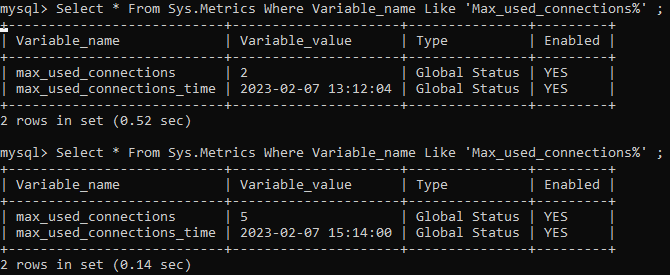 mysql> Select * From Sys.Metrics Where Variable_name Like 'Max_used_connections%' ;
+---------------------------+---------------------+---------------+---------+
| Variable_name | Variable_value | Type | Enabled |
+---------------------------+---------------------+---------------+---------+
| max_used_connections | 2 | Global Status | YES |
| max_used_connections_time | 2023-02-07 13:12:04 | Global Status | YES |
+---------------------------+---------------------+---------------+---------+
2 rows in set (0.52 sec)
mysql> Select * From Sys.Metrics Where Variable_name Like 'Max_used_connections%' ;
+---------------------------+---------------------+---------------+---------+
| Variable_name | Variable_value | Type | Enabled |
+---------------------------+---------------------+---------------+---------+
| max_used_connections | 5 | Global Status | YES |
| max_used_connections_time | 2023-02-07 15:14:00 | Global Status | YES |
+---------------------------+---------------------+---------------+---------+
2 rows in set (0.14 sec)